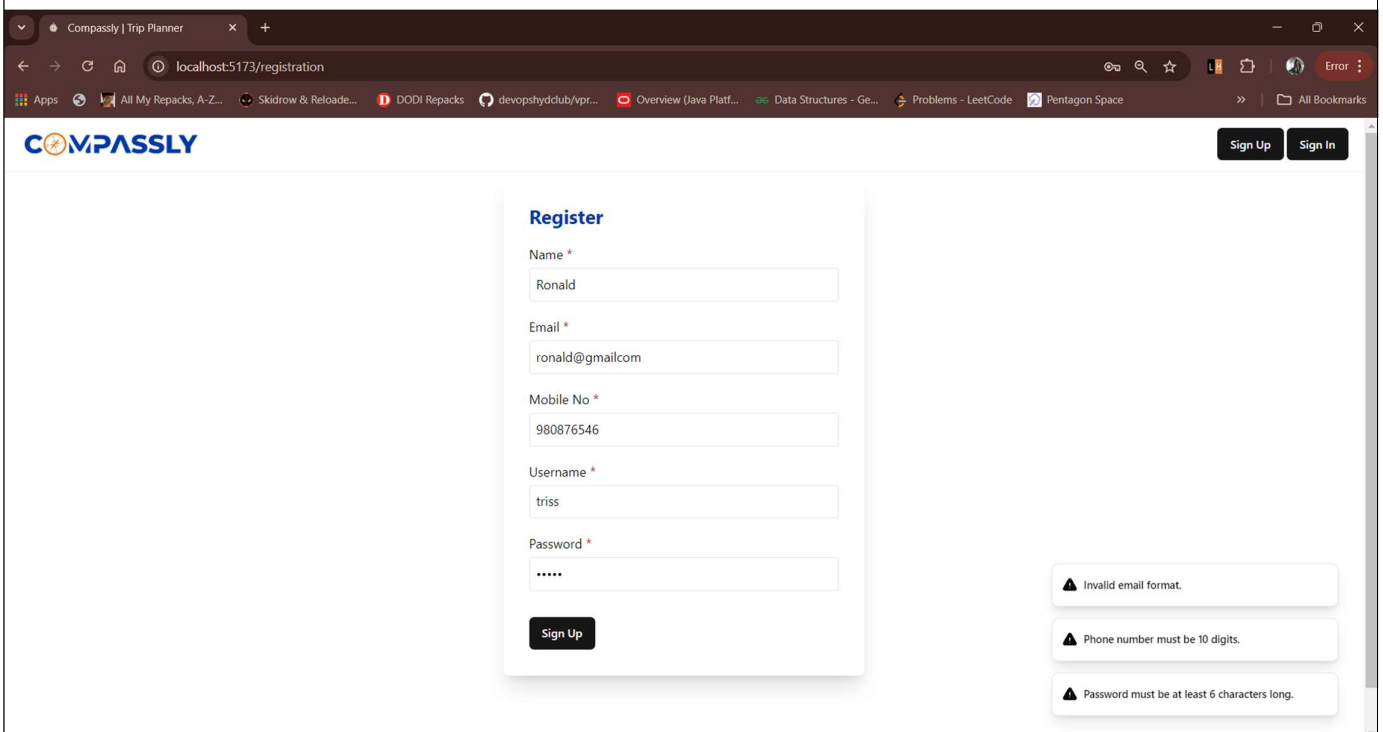 Compassly | Trip Planner
localhost:5173/registration
Error
Apps
All My Repacks, A-Z...
Skidrow & Reloade...
DODI Repacks
devopshydclub/vpr...
Overview (Java Platf...
Data Structures - Ge...
Problems - LeetCode
Pentagon Space
All Bookmarks
COMPASSLY
Sign Up
Sign In
Register
Name *
Ronald
Email *
ronald@gmailcom
Mobile No *
980876546
Username *
triss
Password *
•••••
Sign Up
Invalid email format.
Phone number must be 10 digits.
Password must be at least 6 characters long.